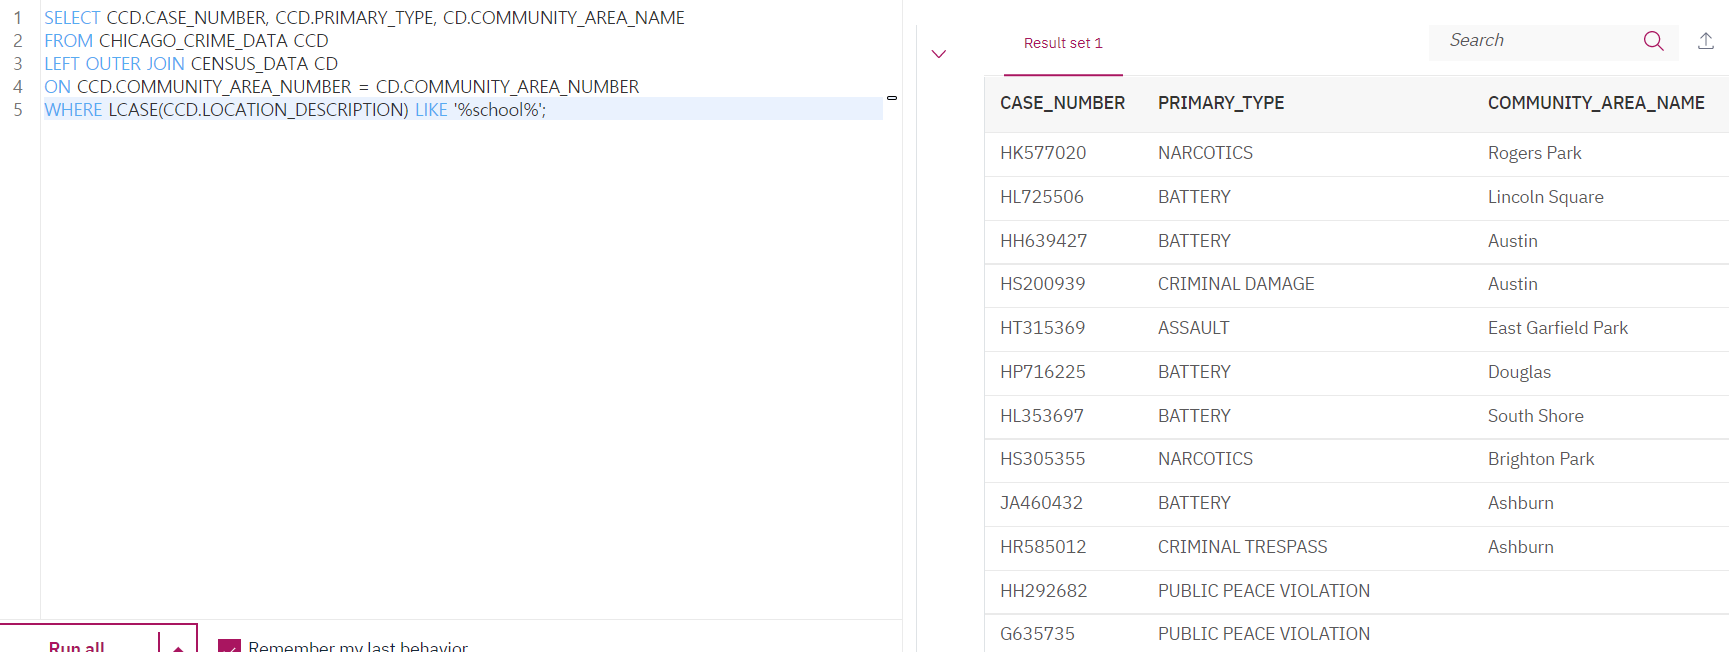 1 SELECT CCD.CASE_NUMBER, CCD.PRIMARY_TYPE, CD.COMMUNITY_AREA_NAME
2 FROM CHICAGO_CRIME_DATA CCD
3 LEFT OUTER JOIN CENSUS_DATA CD
4 ON CCD.COMMUNITY_AREA_NUMBER = CD.COMMUNITY_AREA_NUMBER
5 WHERE LCASE(CCD.LOCATION_DESCRIPTION) LIKE '%school%';
Run all
Remember my last behavior
Result set 1
Search
CASE_NUMBER PRIMARY_TYPE COMMUNITY_AREA_NAME
HK577020 NARCOTICS Rogers Park
HL725506 BATTERY Lincoln Square
HH639427 BATTERY Austin
HS200939 CRIMINAL DAMAGE Austin
HT315369 ASSAULT East Garfield Park
HP716225 BATTERY Douglas
HL353697 BATTERY South Shore
HS305355 NARCOTICS Brighton Park
JA460432 BATTERY Ashburn
HR585012 CRIMINAL TRESPASS Ashburn
HH292682 PUBLIC PEACE VIOLATION
G635735 PUBLIC PEACE VIOLATION